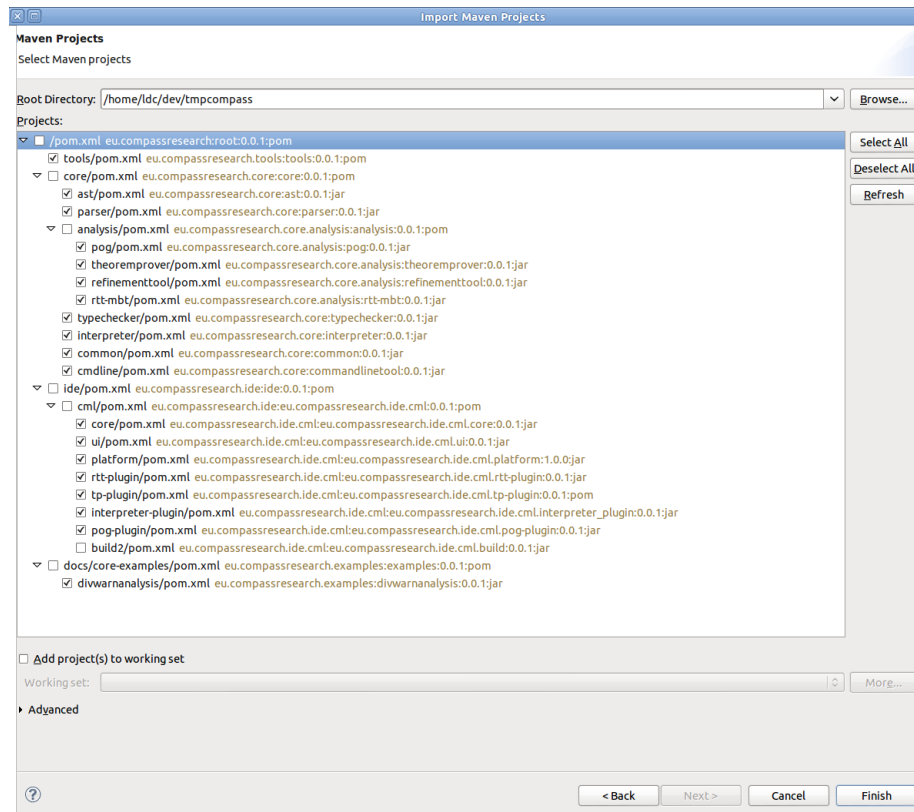 Import Maven Projects
Maven Projects
Select Maven projects
Root Directory: /home/ldc/dev/tmpcompass Browse...
Projects:
/pom.xml eu.compassresearch:root:0.0.1:pom Select All
tools/pom.xml eu.compassresearch.tools:tools:0.0.1:pom Deselect All
core/pom.xml eu.compassresearch.core:core:0.0.1:pom
ast/pom.xml eu.compassresearch.core:ast:0.0.1:jar Refresh
parser/pom.xml eu.compassresearch.core:parser:0.0.1:jar
analysis/pom.xml eu.compassresearch.core.analysis:analysis:0.0.1:pom
pog/pom.xml eu.compassresearch.core.analysis:pog:0.0.1:jar
theoremprover/pom.xml eu.compassresearch.core.analysis:theoremprover:0.0.1:jar
refinementtool/pom.xml eu.compassresearch.core.analysis:refinementtool:0.0.1:jar
rtt-mbt/pom.xml eu.compassresearch.core.analysis:rtt-mbt:0.0.1:jar
typechecker/pom.xml eu.compassresearch.core:typechecker:0.0.1:jar
interpreter/pom.xml eu.compassresearch.core:interpreter:0.0.1:jar
common/pom.xml eu.compassresearch.core:common:0.0.1:jar
cmdline/pom.xml eu.compassresearch.core:commandlinetool:0.0.1:jar
ide/pom.xml eu.compassresearch.ide:ide:0.0.1:pom
cml/pom.xml eu.compassresearch.ide:eu.compassresearch.ide.cml:0.0.1:pom
core/pom.xml eu.compassresearch.ide.cml:eu.compassresearch.ide.cml.core:0.0.1:jar
ui/pom.xml eu.compassresearch.ide.cml:eu.compassresearch.ide.cml.ui:0.0.1:jar
platform/pom.xml eu.compassresearch.ide.cml:eu.compassresearch.ide.cml.platform:1.0.0:jar
rtt-plugin/pom.xml eu.compassresearch.ide.cml:eu.compassresearch.ide.cml.rtt-plugin:0.0.1:jar
tp-plugin/pom.xml eu.compassresearch.ide.cml:eu.compassresearch.ide.cml.tp-plugin:0.0.1:pom
interpreter-plugin/pom.xml eu.compassresearch.ide.cml:eu.compassresearch.ide.cml.interpreter_plugin:0.0.1:jar
pog-plugin/pom.xml eu.compassresearch.ide.cml:eu.compassresearch.ide.cml.pog-plugin:0.0.1:jar
build2/pom.xml eu.compassresearch.ide.cml:eu.compassresearch.ide.cml.build:0.0.1:jar
docs/core-examples/pom.xml eu.compassresearch.examples:examples:0.0.1:pom
divwarnanalysis/pom.xml eu.compassresearch.examples:divwarnanalysis:0.0.1:jar
Add project(s) to working set
Working set: More...
Advanced
? < Back Next > Cancel Finish